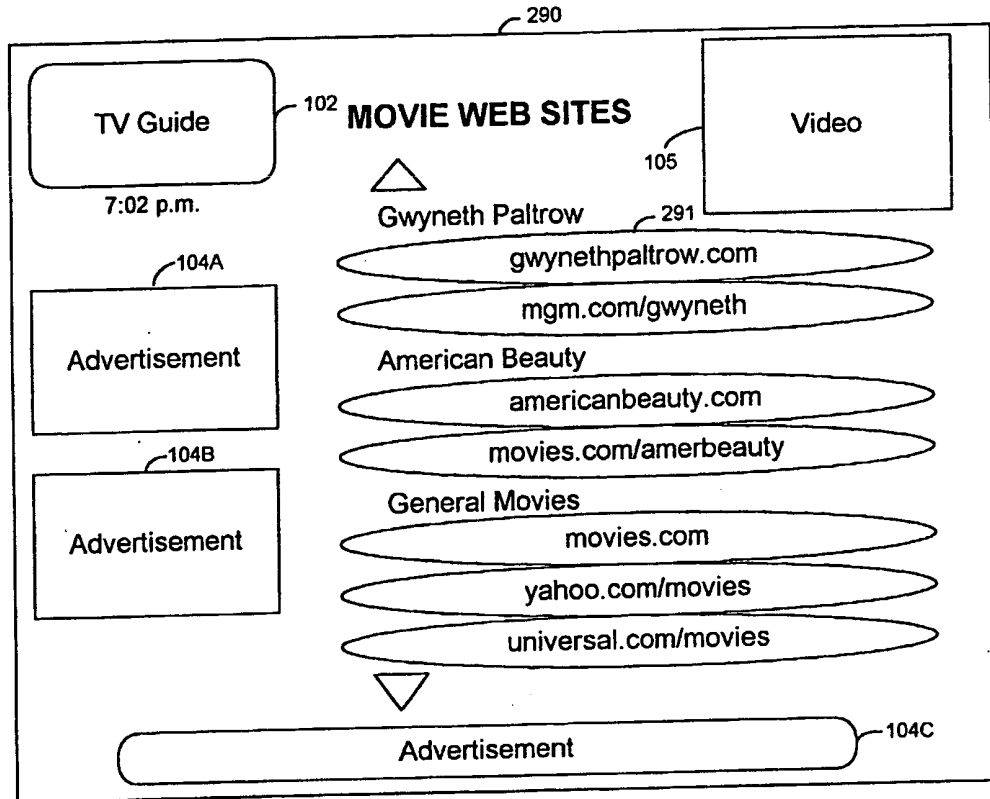 290
TV Guide
102
MOVIE WEB SITES
105
Video
7:02 p.m.
Gwyneth Paltrow
291
gwynethpaltrow.com
mgm.com/gwyneth
104A
Advertisement
American Beauty
americanbeauty.com
movies.com/amerbeauty
104B
Advertisement
General Movies
movies.com
yahoo.com/movies
universal.com/movies
Advertisement
104C